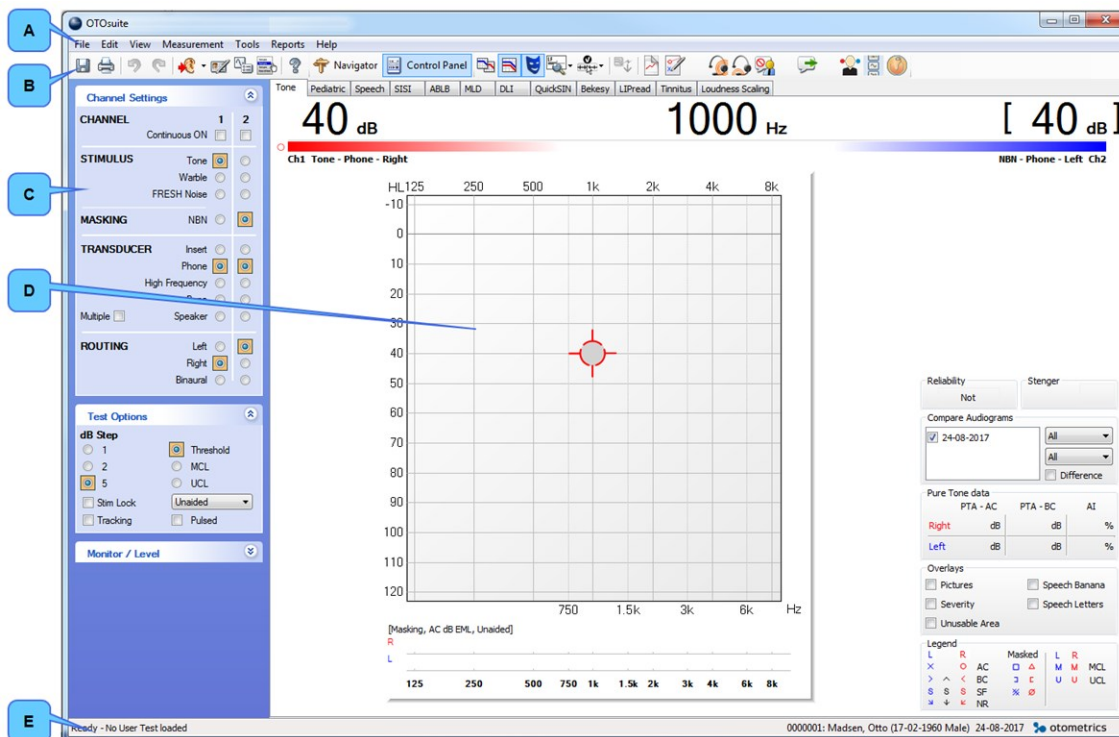 A
OTOsuite
File Edit View Measurement Tools Reports Help
B
Navigator Control Panel
Tone Pediatric Speech SISI ABLB MLD DLI QuickSIN Bekesy LIPread Tinnitus Loudness Scaling
40 dB 1000 Hz [ 40 dB ]
Ch1 Tone - Phone - Right NBN - Phone - Left Ch2
C
Channel Settings
CHANNEL 1 2
Continuous ON
STIMULUS Tone
Warble
FRESH Noise
MASKING NBN
TRANSDUCER Insert
Phone
High Frequency
Multiple Speaker
ROUTING Left
Right
Binaural
D
Test Options
dB Step
1 Threshold
2 MCL
5 UCL
Stim Lock Unaided
Tracking Pulsed
Monitor / Level
HL 125 250 500 1k 2k 4k 8k
-10
0
10
20
30
40
50
60
70
80
90
100
110
120
750 1.5k 3k 6k Hz
[Masking, AC dB EML, Unaided]
R
L
125 250 500 750 1k 1.5k 2k 3k 4k 6k 8k
Reliability Stenger
Not
Compare Audiograms
24-08-2017 All
All
Difference
Pure Tone data
PTA - AC PTA - BC AI
Right dB dB %
Left dB dB %
Overlays
Pictures Speech Banana
Severity Speech Letters
Unusable Area
Legend
L R Masked L R
AC M M MCL
BC U U UCL
S S S SF
NR
E
Ready - No User Test loaded 0000001: Madsen, Otto (17-02-1960 Male) 24-08-2017 otometrics